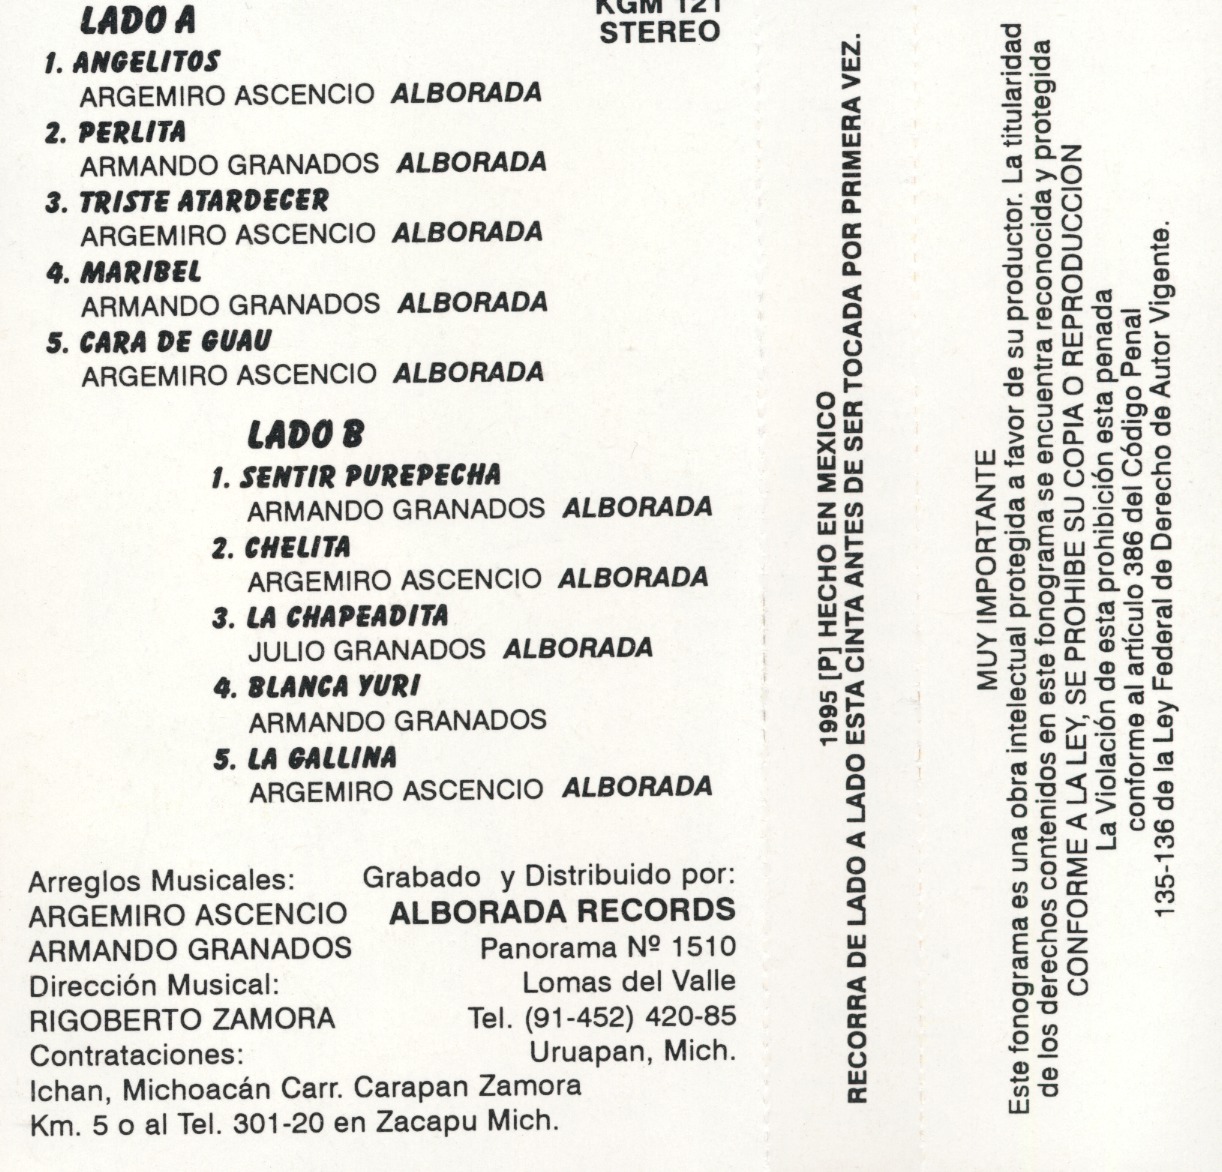 KGM 121
STEREO
LADO A
1. ANGELITOS
ARGEMIRO ASCENCIO ALBORADA
2. PERLITA
ARMANDO GRANADOS ALBORADA
3. TRISTE ATARDECER
ARGEMIRO ASCENCIO ALBORADA
4. MARIBEL
ARMANDO GRANADOS ALBORADA
5. CARA DE GUAU
ARGEMIRO ASCENCIO ALBORADA
LADO B
1. SENTIR PUREPECHA
ARMANDO GRANADOS ALBORADA
2. CHELITA
ARGEMIRO ASCENCIO ALBORADA
3. LA CHAPEADITA
JULIO GRANADOS ALBORADA
4. BLANCA YURI
ARMANDO GRANADOS
5. LA GALLINA
ARGEMIRO ASCENCIO ALBORADA
Arreglos Musicales:
ARGEMIRO ASCENCIO
ARMANDO GRANADOS
Dirección Musical:
RIGOBERTO ZAMORA
Contrataciones:
Ichan, Michoacán Carr. Carapan Zamora
Km. 5 o al Tel. 301-20 en Zacapu Mich.
Grabado y Distribuido por:
ALBORADA RECORDS
Panorama Nº 1510
Lomas del Valle
Tel. (91-452) 420-85
Uruapan, Mich.
1995 [P] HECHO EN MEXICO
RECORRA DE LADO A LADO ESTA CINTA ANTES DE SER TOCADA POR PRIMERA VEZ.
MUY IMPORTANTE
Este fonograma es una obra intelectual protegida a favor de su productor. La titularidad
de los derechos contenidos en este fonograma se encuentra reconocida y protegida
CONFORME A LA LEY, SE PROHIBE SU COPIA O REPRODUCCION
La Violación de esta prohibición esta penada
conforme al artículo 386 del Código Penal
135-136 de la Ley Federal de Derecho de Autor Vigente.